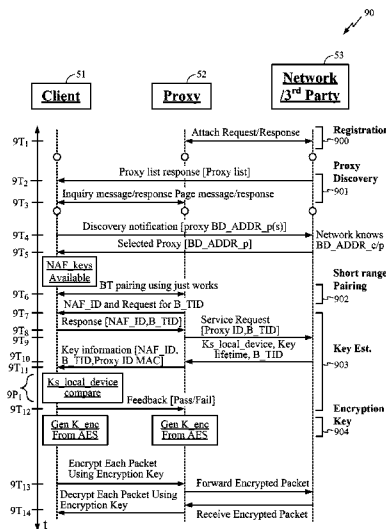 90
51
52
53
Client
Proxy
Network
/3rd Party
9T1
Attach Request/Response
Registration
900
Proxy
Discovery
901
9T2
Proxy list response [Proxy list]
9T3
Inquiry message/response Page message/response
9T4
Discovery notification [proxy BD_ADDR_p(s)]
Network knows
BD_ADDR_c/p
9T5
Selected Proxy [BD_ADDR_p]
NAF_keys
Available
Short range
Pairing
902
9T6
BT pairing using just works
9T7
NAF_ID and Request for B_TID
9T8
Response [NAF_ID,B_TID]
Service Request
[Proxy ID,B_TID]
9T9
Ks_local_device, Key
lifetime, B_TID
9T10
Key information [NAF_ID,
B_TID,Proxy ID MAC]
9T11
Key Est.
903
9P1
Ks_local_device
compare
9T12
Feedback [Pass/Fail]
Encryption
Key
904
Gen K_enc
From AES
Gen K_enc
From AES
Encrypt Each Packet
Using Encryption Key
9T13
Forward Encrypted Packet
Decrypt Each Packet Using
Encryption Key
9T14
Receive Encrypted Packet
t